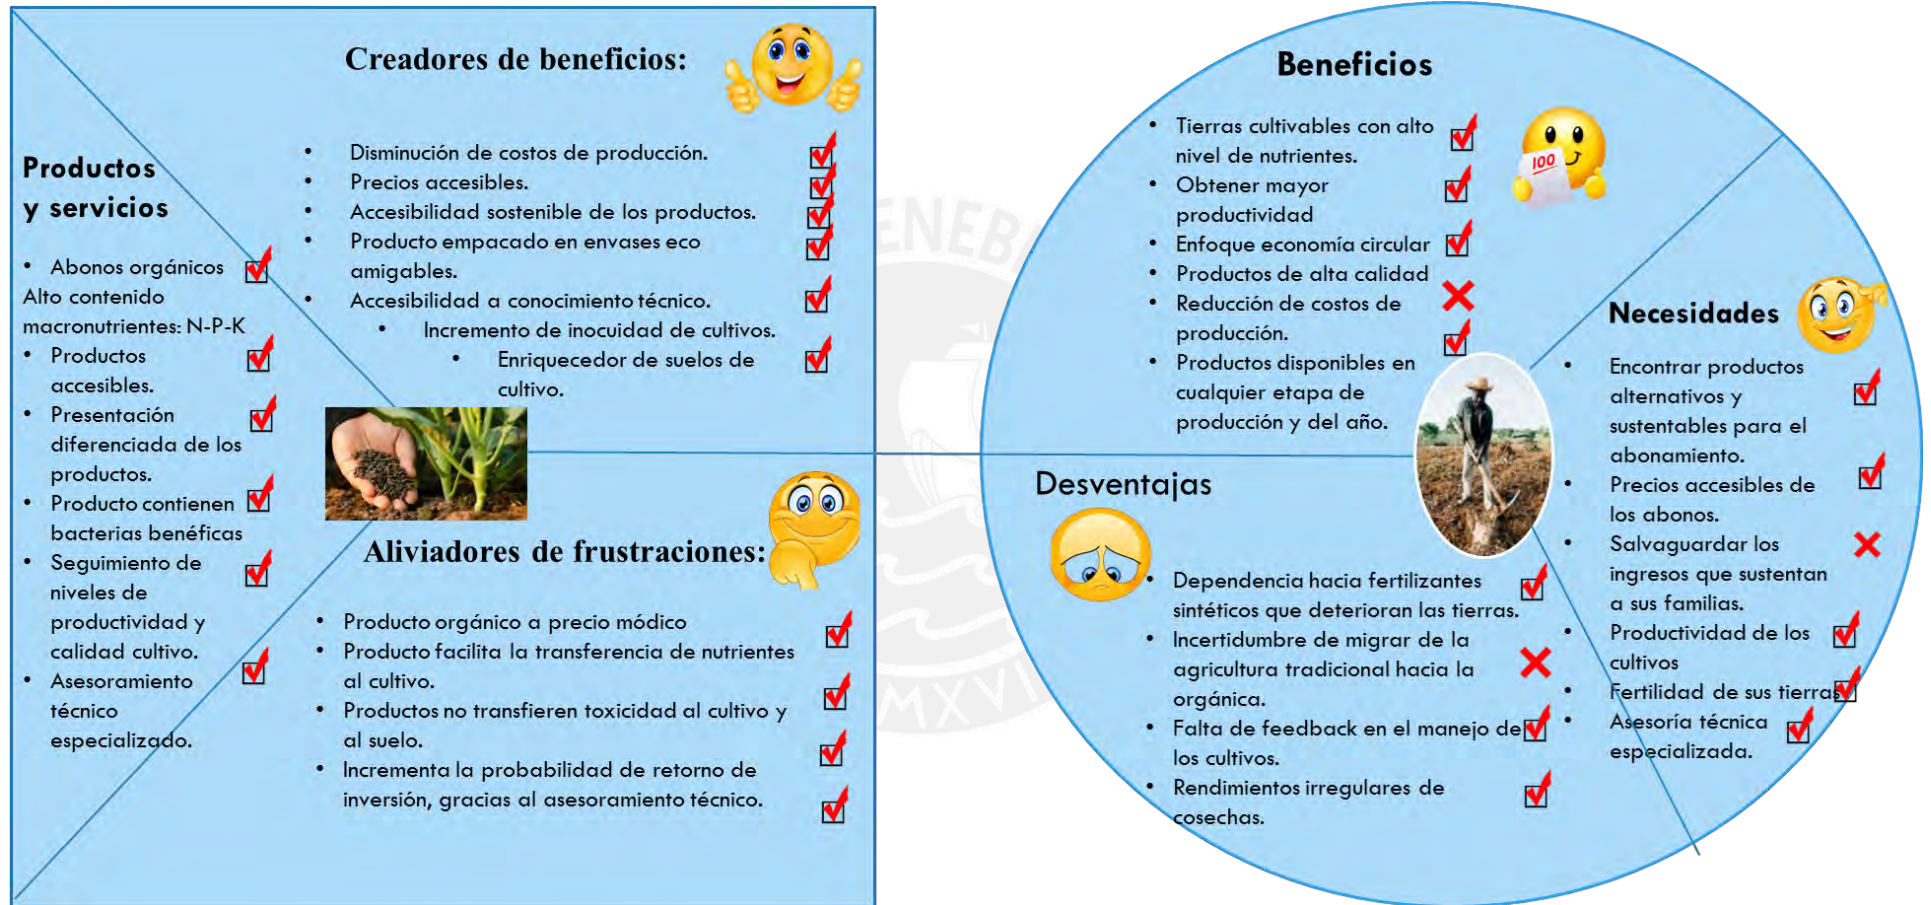 Creadores de beneficios:
• Disminución de costos de producción.
• Precios accesibles.
• Accesibilidad sostenible de los productos.
• Producto empacado en envases eco
amigables.
• Accesibilidad a conocimiento técnico.
• Incremento de inocuidad de cultivos.
• Enriquecedor de suelos de
cultivo.
Productos
y servicios
• Abonos orgánicos
Alto contenido
macronutrientes: N-P-K
• Productos
accesibles.
• Presentación
diferenciada de los
productos.
• Producto contienen
bacterias benéficas
• Seguimiento de
niveles de
productividad y
calidad cultivo.
• Asesoramiento
técnico
especializado.
Aliviadores de frustraciones:
• Producto orgánico a precio módico
• Producto facilita la transferencia de nutrientes
al cultivo.
• Productos no transfieren toxicidad al cultivo y
al suelo.
• Incrementa la probabilidad de retorno de
inversión, gracias al asesoramiento técnico.
Beneficios
• Tierras cultivables con alto
nivel de nutrientes.
• Obtener mayor
productividad
• Enfoque economía circular
• Productos de alta calidad
• Reducción de costos de
producción.
• Productos disponibles en
cualquier etapa de
producción y del año.
100
Necesidades
• Encontrar productos
alternativos y
sustentables para el
abonamiento.
• Precios accesibles de
los abonos.
• Salvaguardar los
ingresos que sustentan
a sus familias.
• Productividad de los
cultivos
• Fertilidad de sus tierras
• Asesoría técnica
especializada.
Desventajas
• Dependencia hacia fertilizantes
sintéticos que deterioran las tierras.
• Incertidumbre de migrar de la
agricultura tradicional hacia la
orgánica.
• Falta de feedback en el manejo de
los cultivos.
• Rendimientos irregulares de
cosechas.